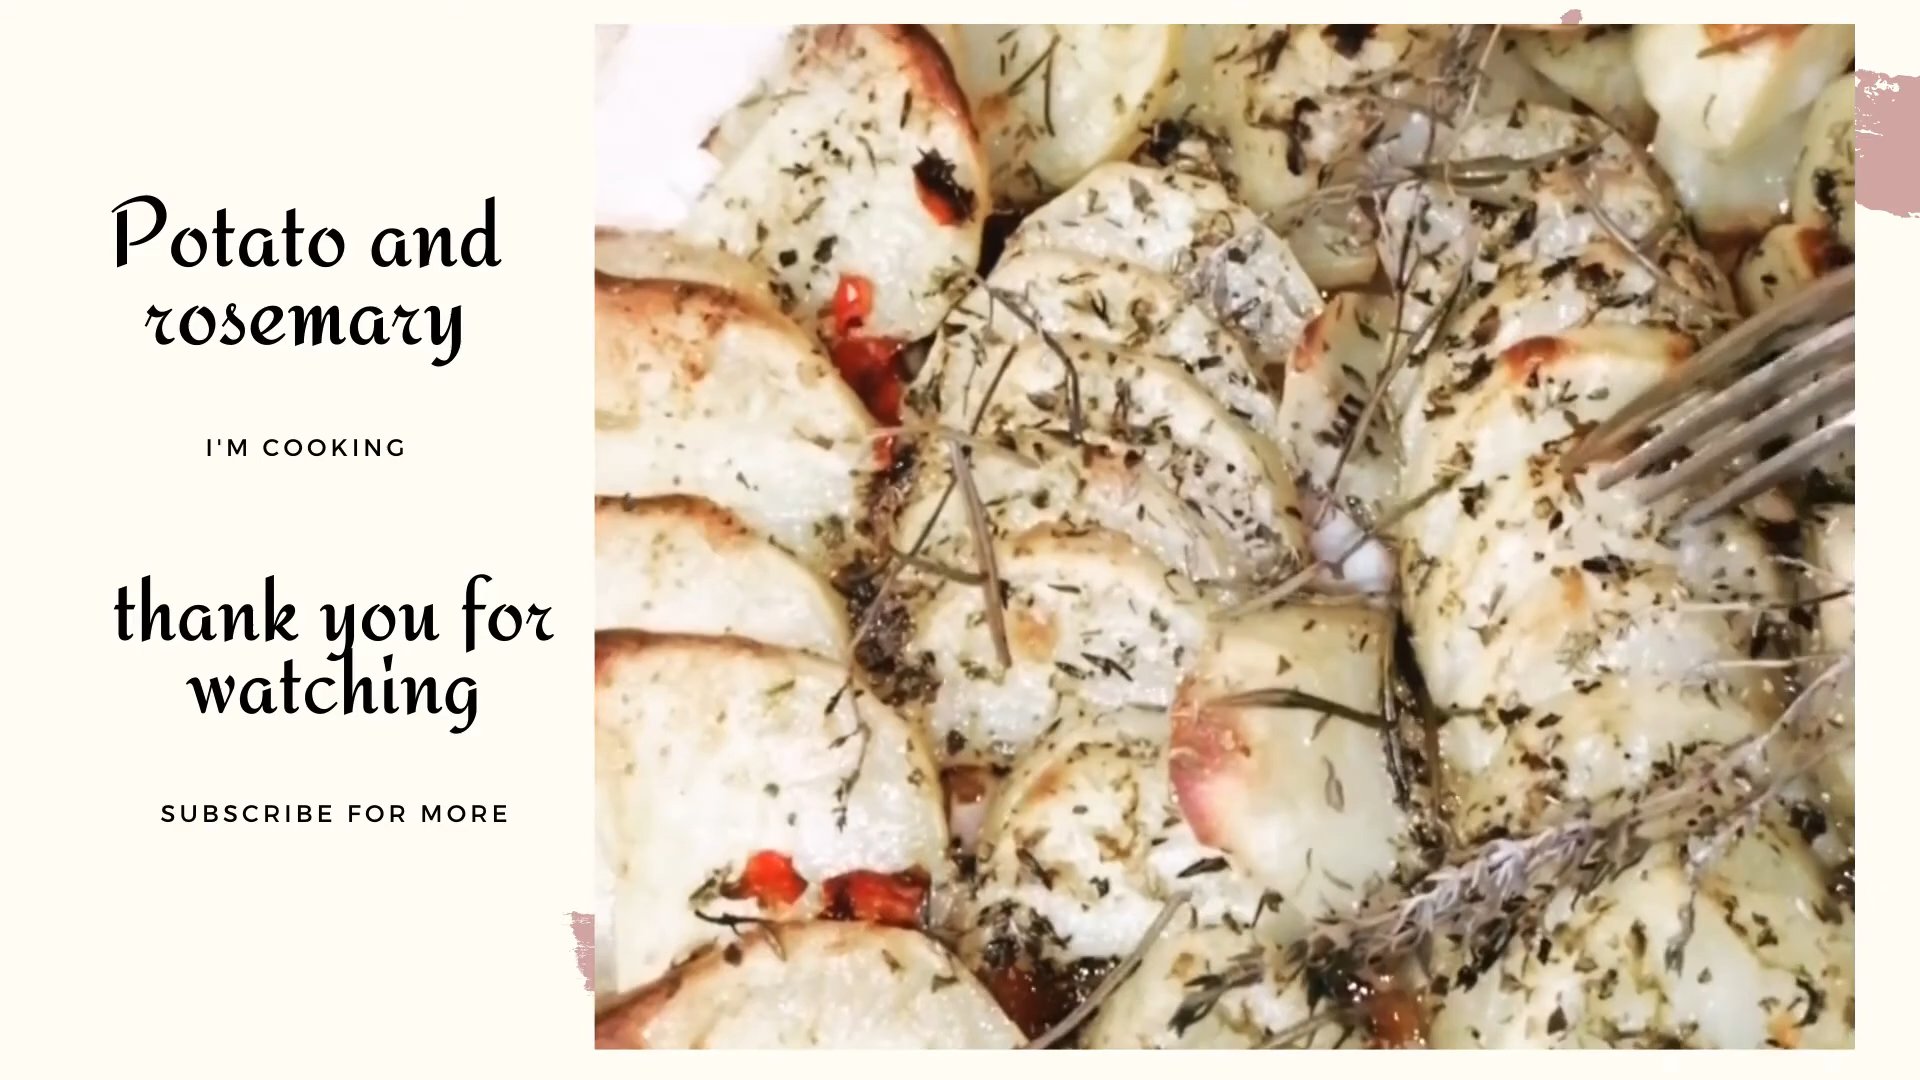 Potato and
rosemary
I'M COOKING
thank you for
watching
SUBSCRIBE FOR MORE